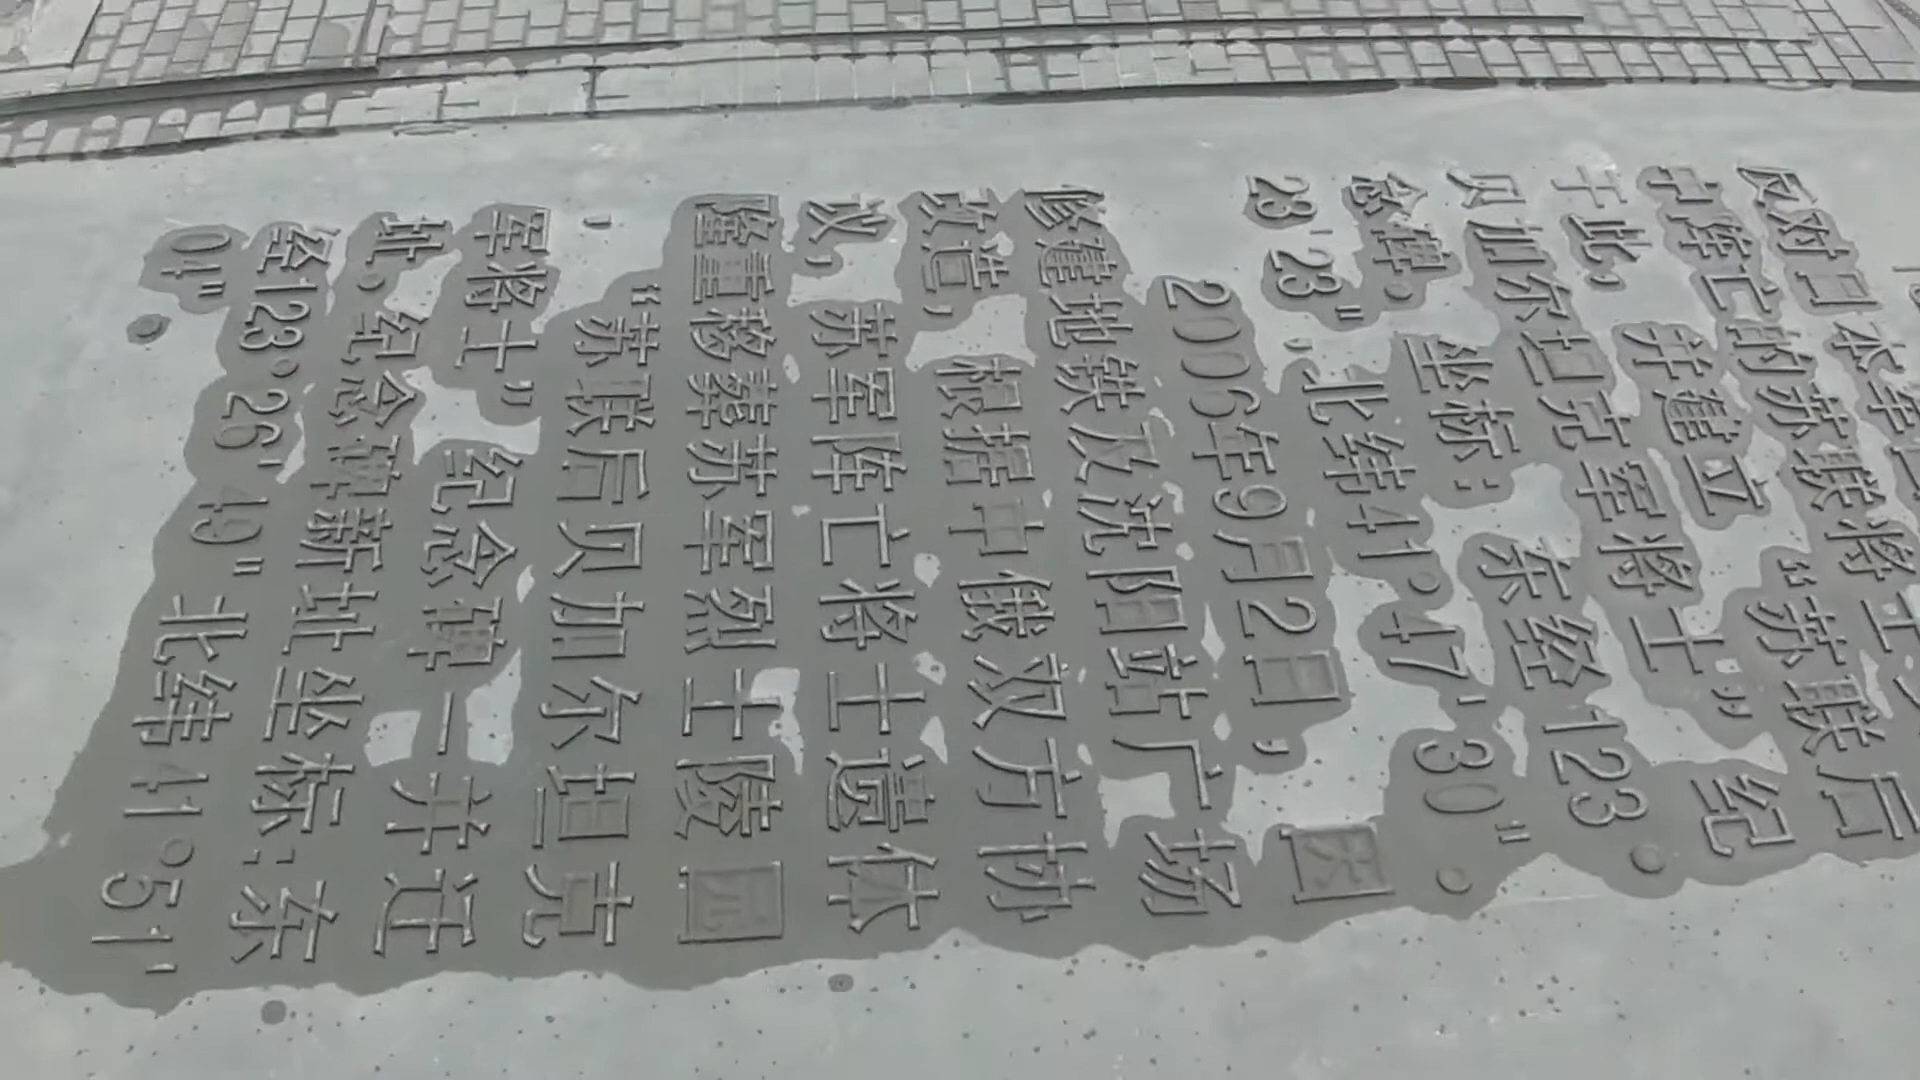 反对日本军
中阵亡的苏联将士
于此，并建立“苏联后
贝加尔坦克军将士”纪
念碑。坐标：东经123°
23'23"，北纬41°47'30"。
2006年9月2日，因
修建地铁及沈阳站广场
改造，根据中俄双方协
议，苏军阵亡将士遗体
隆重移葬苏军烈士陵园
，“苏联后贝加尔坦克
军将士”纪念碑一并迁
址。纪念碑新址坐标：东
经123°26'49"北纬41°51'
04"。